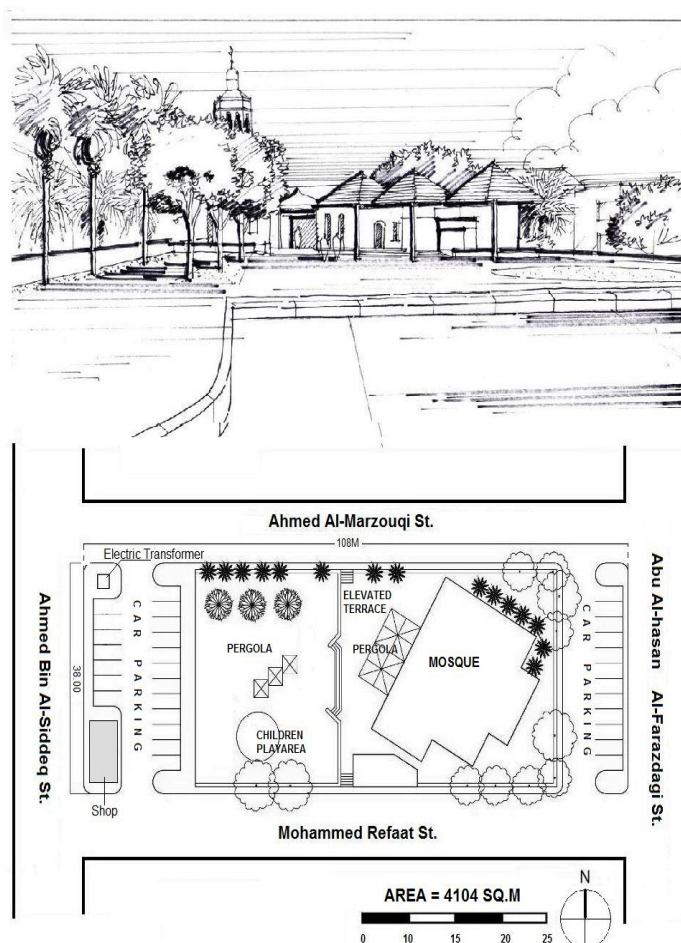 Ahmed Al-Marzouqi St.
108M
Electric Transformer
ELEVATED
TERRACE
CAR PARKING
PERGOLA
PERGOLA
MOSQUE
CAR PARKING
Ahmed Bin Al-Siddeq St.
38.00
Abu Al-hasan Al-Farazdagi St.
CHILDREN
PLAYAREA
Shop
Mohammed Refaat St.
AREA = 4104 SQ.M
N
0 10 15 20 25